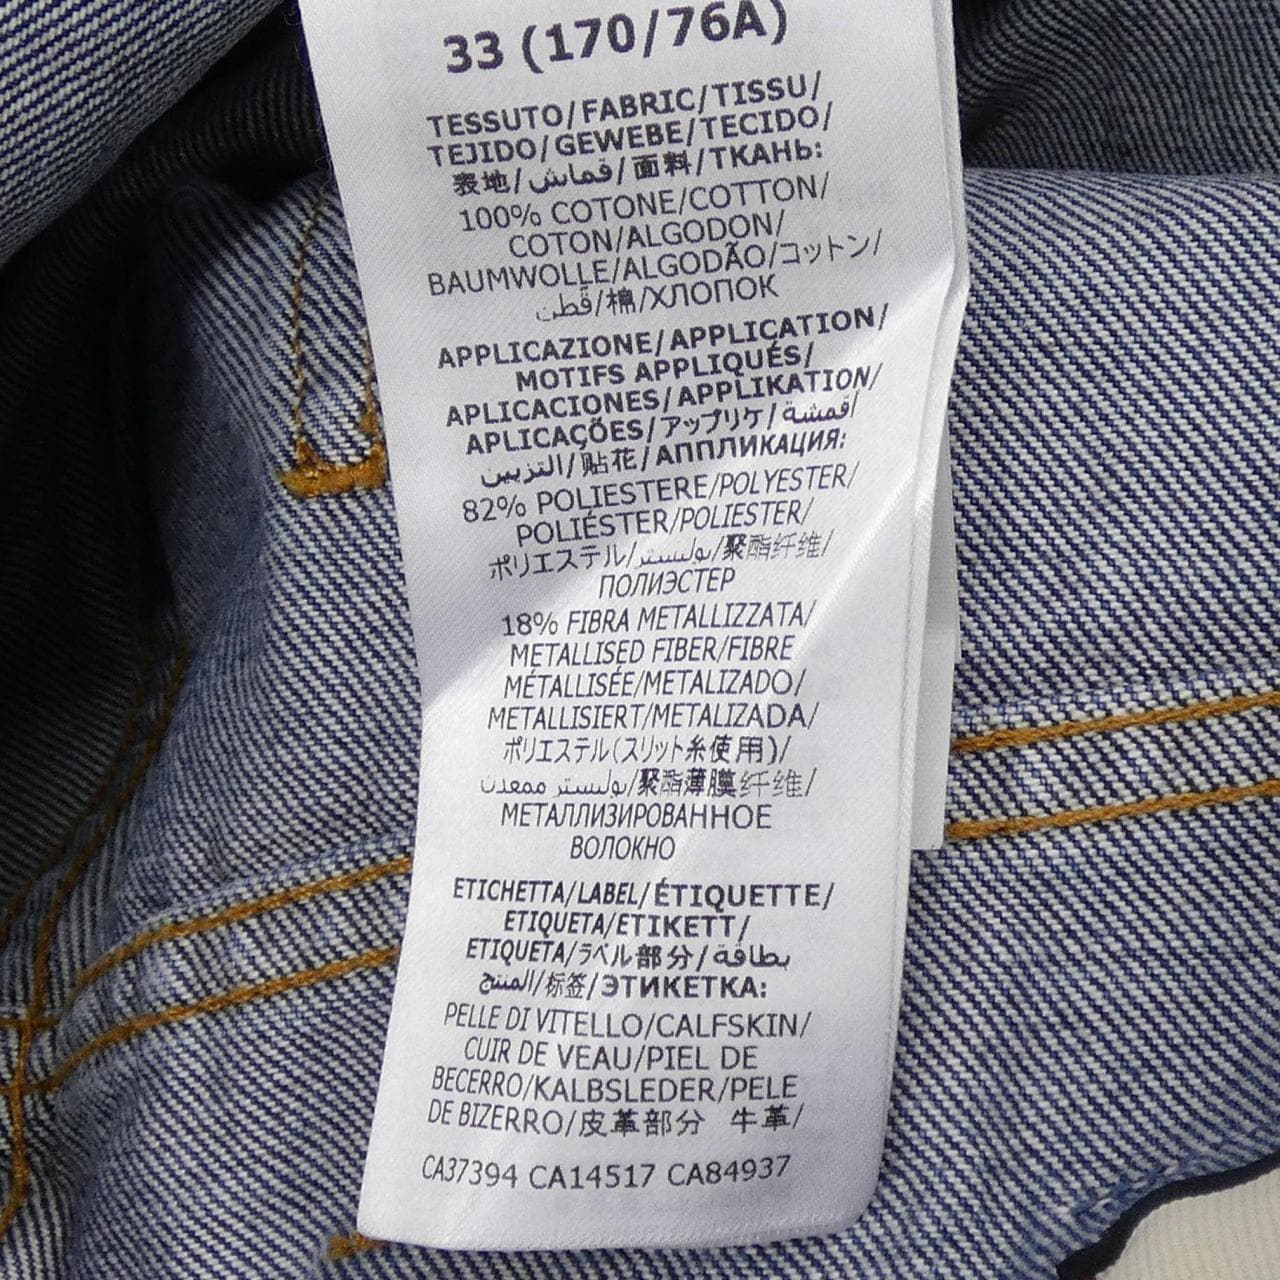 33 (170/76A)
TESSUTO/FABRIC/TISSU/
TEJIDO/GEWEBE/TECIDO/
表地/قماش/面料/ТКАНЬ:
100% COTONE/COTTON/
COTON/ALGODON/
BAUMWOLLE/ALGODÃO/コットン/
قطن/棉/ХЛОПОК
APPLICAZIONE/APPLICATION/
MOTIFS APPLIQUÉS/
APLICACIONES/APPLIKATION/
APLICAÇÕES/アップリケ/أقمشة/
التزيين/贴花/АППЛИКАЦИЯ:
82% POLIESTERE/POLYESTER/
POLIÉSTER/POLIESTER/
ポリエステル/بوليستر/聚酯纤维/
ПОЛИЭСТЕР
18% FIBRA METALLIZZATA/
METALLISED FIBER/FIBRE
MÉTALLISÉE/METALIZADO/
METALLISIERT/METALIZADA/
ポリエステル(スリット糸使用)/
بوليستر ممعدن/聚酯薄膜纤维/
МЕТАЛЛИЗИРОВАННОЕ
ВОЛОКНО
ETICHETTA/LABEL/ÉTIQUETTE/
ETIQUETA/ETIKETT/
ETIQUETA/ラベル部分/بطاقة
المنتج/标签/ЭТИКЕТКА:
PELLE DI VITELLO/CALFSKIN/
CUIR DE VEAU/PIEL DE
BECERRO/KALBSLEDER/PELE
DE BIZERRO/皮革部分 牛革/
CA37394 CA14517 CA84937